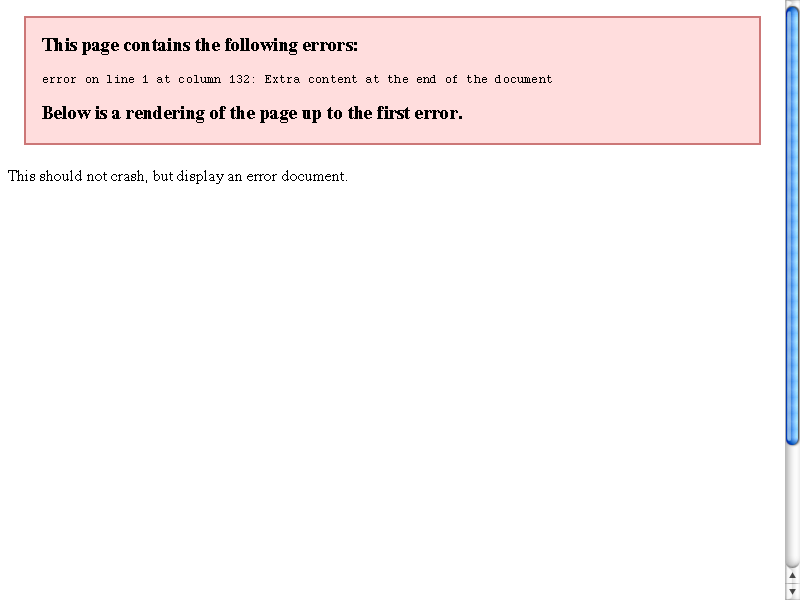 This page contains the following errors:
error on line 1 at column 132: Extra content at the end of the document
Below is a rendering of the page up to the first error.
This should not crash, but display an error document.